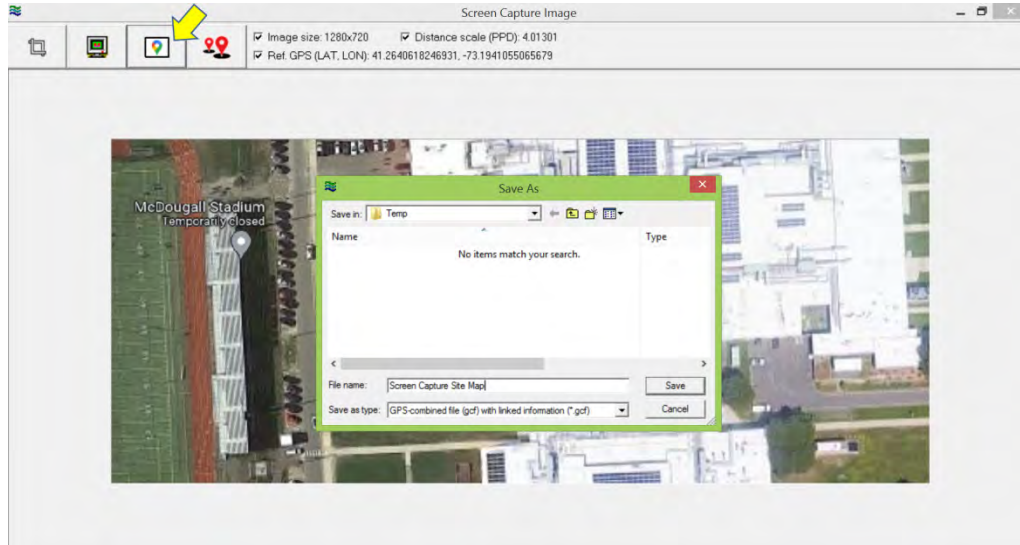 Screen Capture Image
Image size: 1280x720 Distance scale (PPD): 4.01301
Ref. GPS (LAT, LON): 41.2640618246931, -73.1941055065679
McDougall Stadium
Temporarily closed
Save As
Save in: Temp
Name Type
No items match your search.
File name: Screen Capture Site Map
Save
Save as type: GPS-combined file (gcf) with linked information (*.gcf)
Cancel